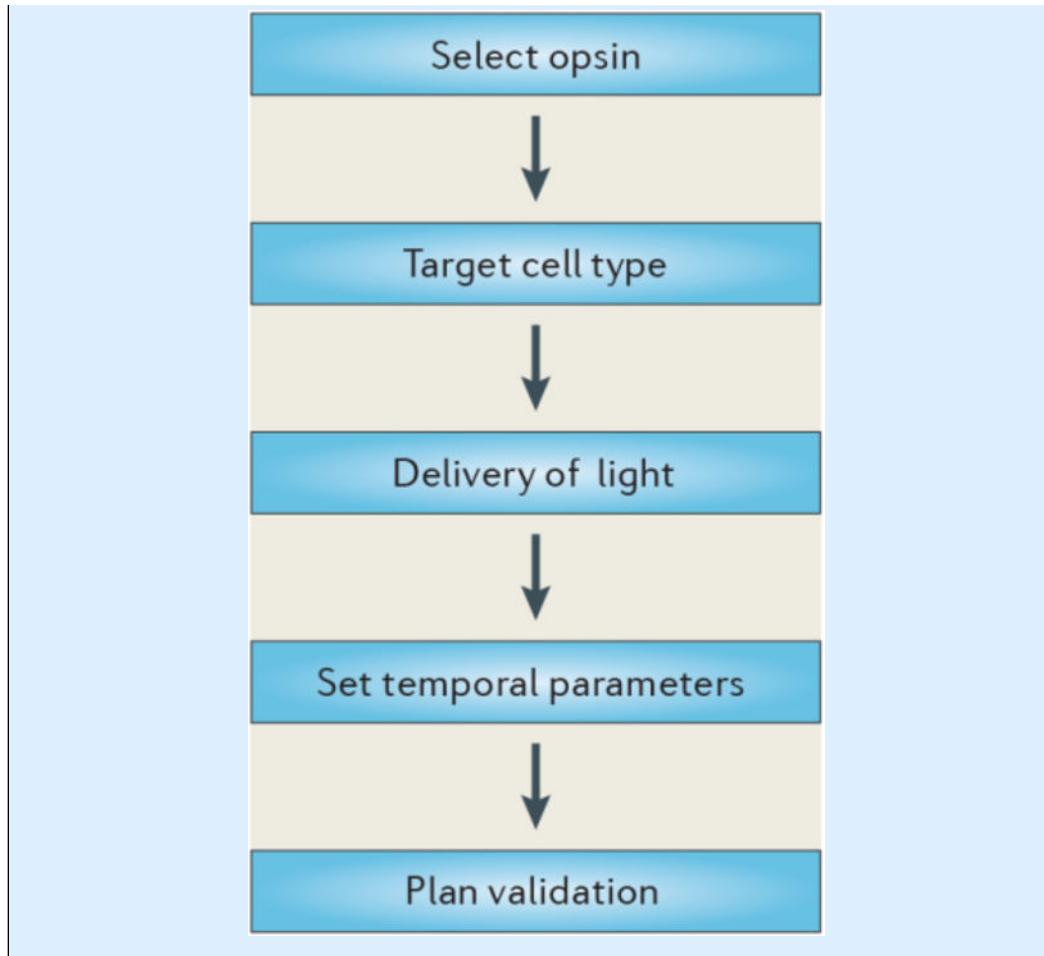 Select opsin
Target cell type
Delivery of light
Set temporal parameters
Plan validation